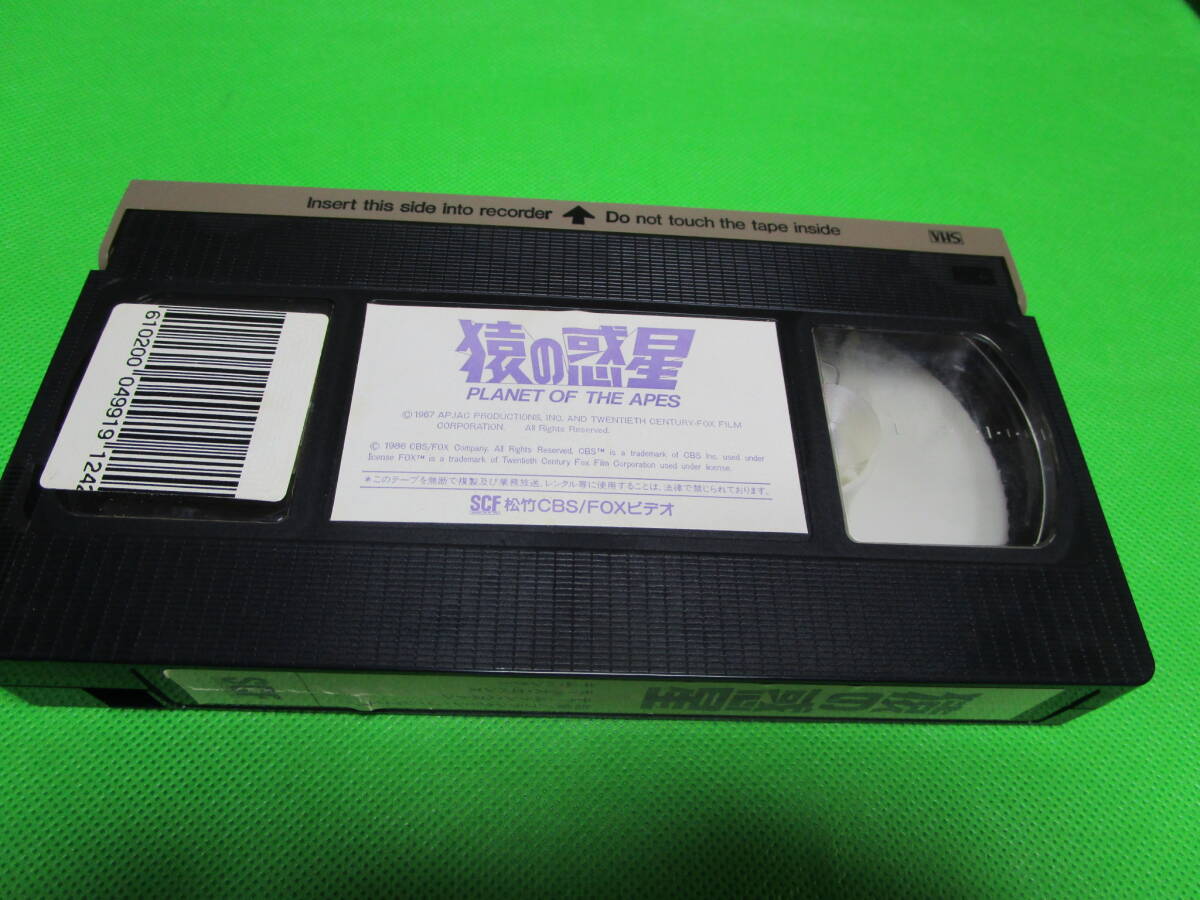 Insert this side into recorder Do not touch the tape inside
VHS
610200 049919 124
猿の惑星
PLANET OF THE APES
© 1967 APJAC PRODUCTIONS, INC. AND TWENTIETH CENTURY-FOX FILM
CORPORATION. All Rights Reserved.
© 1986 CBS/FOX Company. All Rights Reserved. CBS™ is a trademark of CBS Inc. used under
license FOX™ is a trademark of Twentieth Century Fox Film Corporation used under license.
*このテープを無断で複製及び業務放送、レンタル等に使用することは、法律で禁じられております。
SCF 松竹CBS/FOXビデオ
猿の惑星
SCF